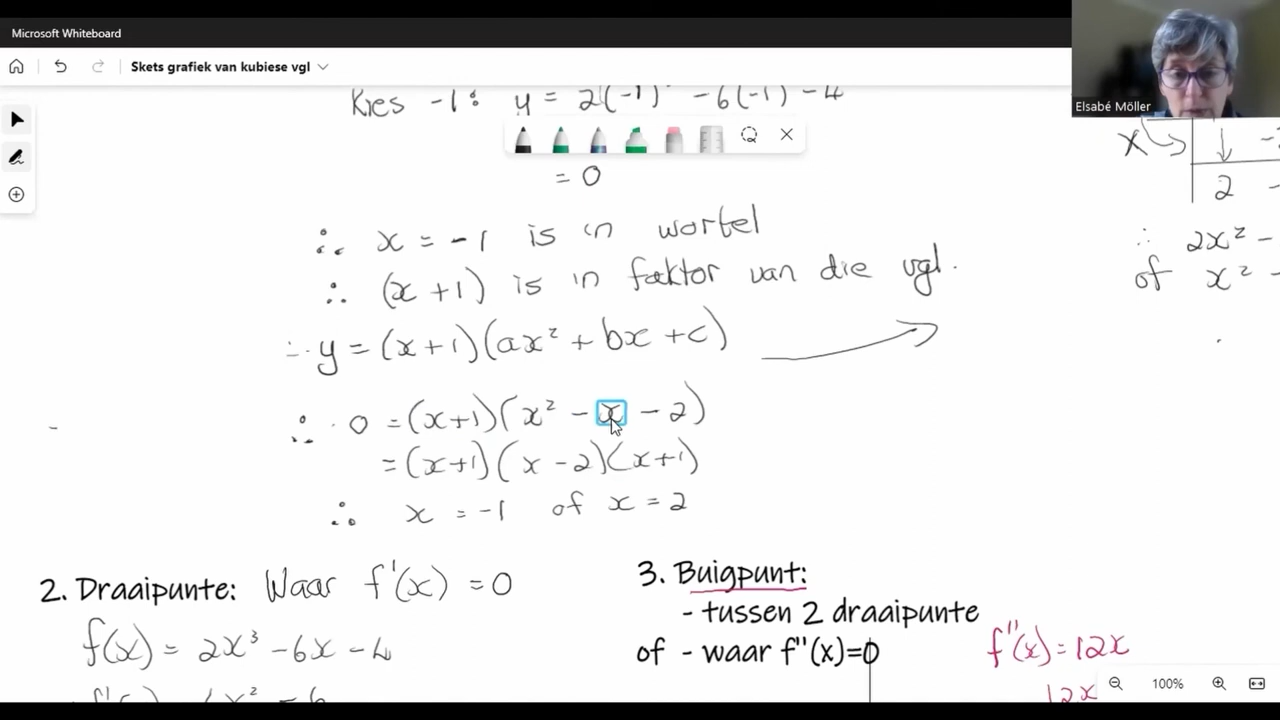 Microsoft Whiteboard
Skets grafiek van kubiese vgl
Elsabé Möller
Kies -1: y = 2(-1) -6(-1) -4
= 0
∴ x = -1 is 'n wortel
∴ (x +1) is 'n faktor van die vgl.
∴ y = (x+1)(ax² + bx + c)
∴ 0 = (x+1)(x² - x - 2)
= (x+1)(x -2)(x+1)
∴ x = -1 of x = 2
x
2
∴ 2x² -
of x² -
2. Draaipunte: Waar f'(x) = 0
f(x) = 2x³ -6x -4
3. Buigpunt:
- tussen 2 draaipunte
of - waar f"(x)=0
f"(x) = 12x
12x
100%